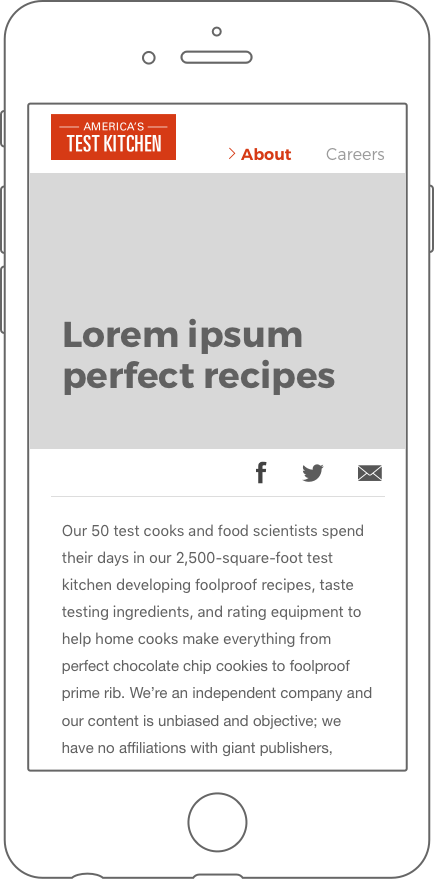 AMERICA'S
TEST KITCHEN
About
Careers
Lorem ipsum
perfect recipes
Our 50 test cooks and food scientists spend
their days in our 2,500-square-foot test
kitchen developing foolproof recipes, taste
testing ingredients, and rating equipment to
help home cooks make everything from
perfect chocolate chip cookies to foolproof
prime rib. We’re an independent company and
our content is unbiased and objective; we
have no affiliations with giant publishers,